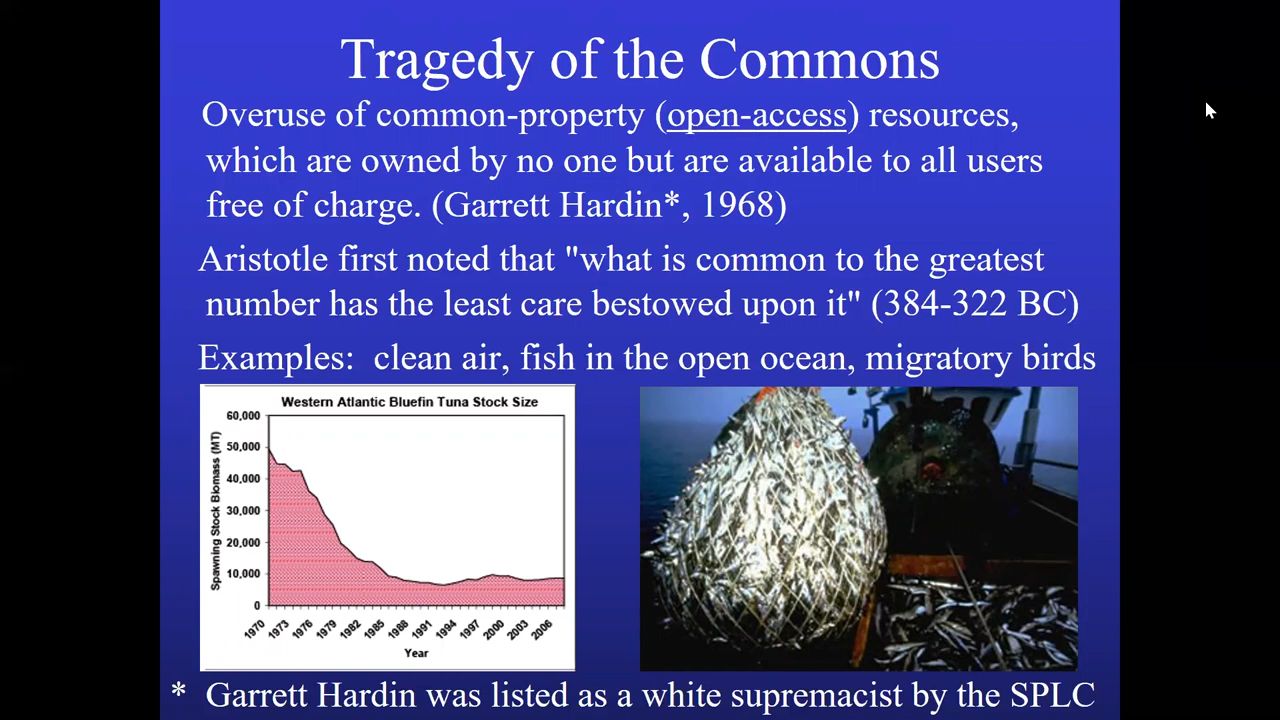 Tragedy of the Commons
Overuse of common-property (open-access) resources,
which are owned by no one but are available to all users
free of charge. (Garrett Hardin*, 1968)
Aristotle first noted that "what is common to the greatest
number has the least care bestowed upon it" (384-322 BC)
Examples: clean air, fish in the open ocean, migratory birds
Western Atlantic Bluefin Tuna Stock Size
Spawning Stock Biomass (MT)
60,000
50,000
40,000
30,000
20,000
10,000
0
1970 1973 1976 1979 1982 1985 1988 1991 1994 1997 2000 2003 2006
Year
* Garrett Hardin was listed as a white supremacist by the SPLC